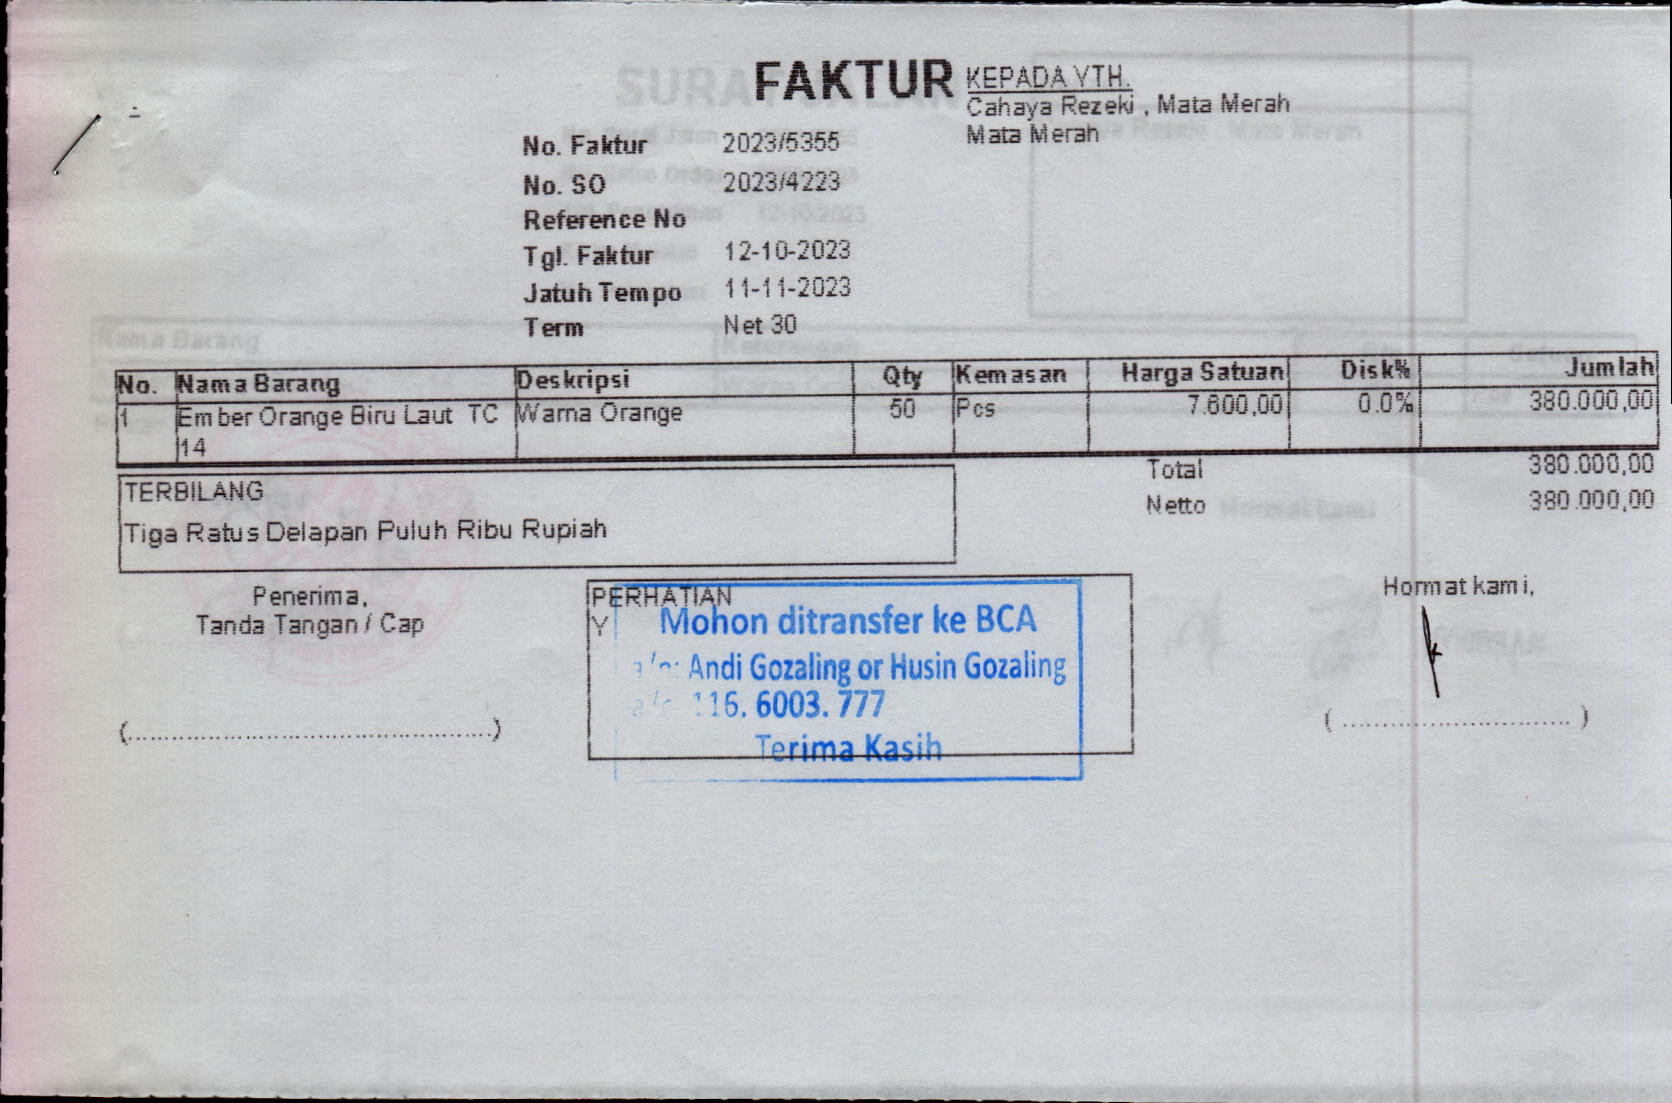 FAKTUR
KEPADA YTH.
Cahaya Rezeki , Mata Merah
Mata Merah
No. Faktur 2023/5355
No. SO 2023/4223
Reference No
Tgl. Faktur 12-10-2023
Jatuh Tempo 11-11-2023
Term Net 30
No. Nama Barang Deskripsi Qty Kemasan Harga Satuan Disk% Jumlah
1 Ember Orange Biru Laut TC Warna Orange 50 Pcs 7.600,00 0.0% 380.000,00
14
Total 380.000,00
Netto 380.000,00
TERBILANG
Tiga Ratus Delapan Puluh Ribu Rupiah
Penerima,
Tanda Tangan / Cap
(..............................................)
PERHATIAN
Y
Mohon ditransfer ke BCA
a/n: Andi Gozaling or Husin Gozaling
a/c 116. 6003. 777
Terima Kasih
Hormat kami,
( ............................. )